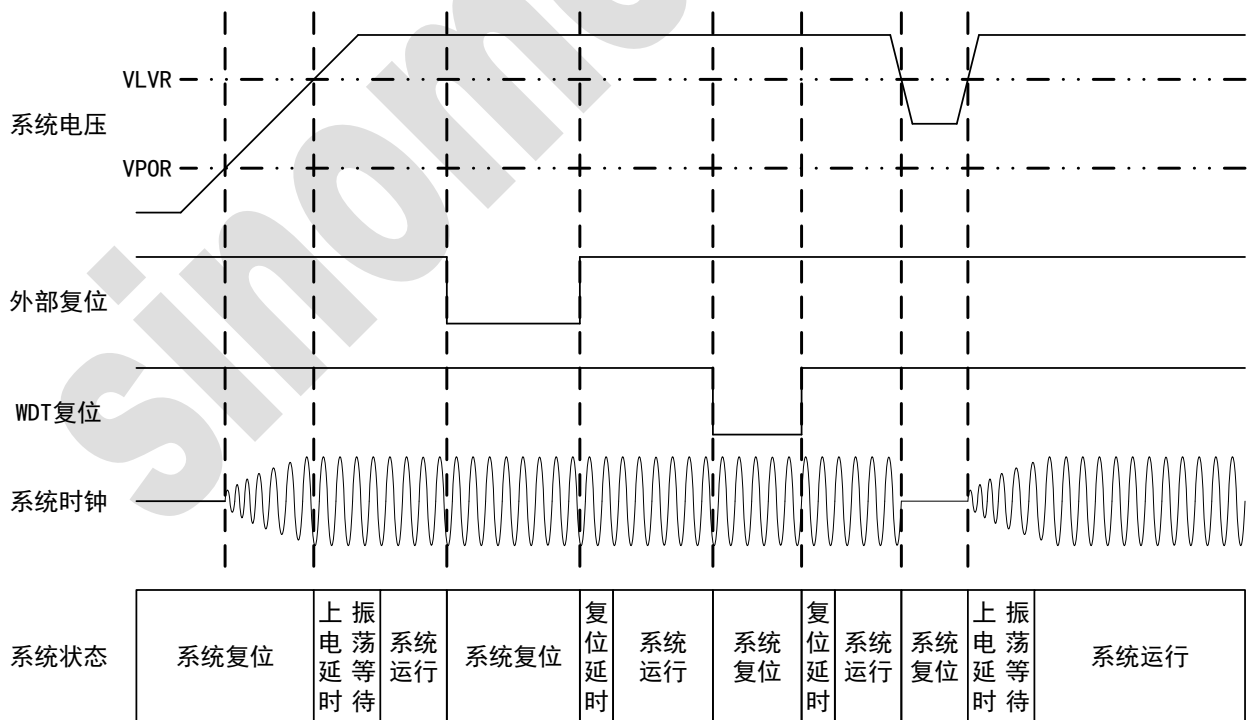 VLVR
系统电压
VPOR
外部复位
WDT复位
系统时钟
系统状态
系统复位
上电延时
振荡等待
系统
运行
系统复位
复位延时
系统
运行
系统
复位
复位延时
系统
运行
系统
复位
上电延时
振荡等待
系统运行
sinom